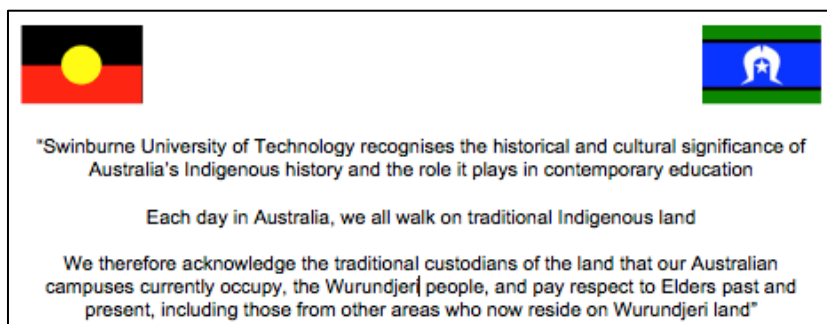 "Swinburne University of Technology recognises the historical and cultural significance of
Australia's Indigenous history and the role it plays in contemporary education
Each day in Australia, we all walk on traditional Indigenous land
We therefore acknowledge the traditional custodians of the land that our Australian
campuses currently occupy, the Wurundjeri people, and pay respect to Elders past and
present, including those from other areas who now reside on Wurundjeri land"